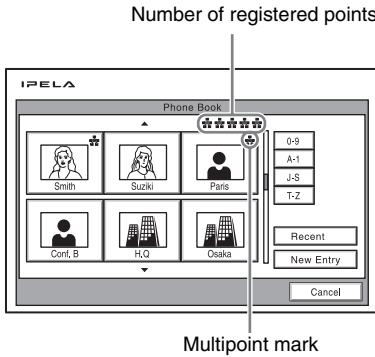 Number of registered points
IPELA
Phone Book
0-9
A-1
J-S
T-Z
Smith
Suziki
Paris
Conf. B
H.Q
Osaka
Recent
New Entry
Cancel
Multipoint mark